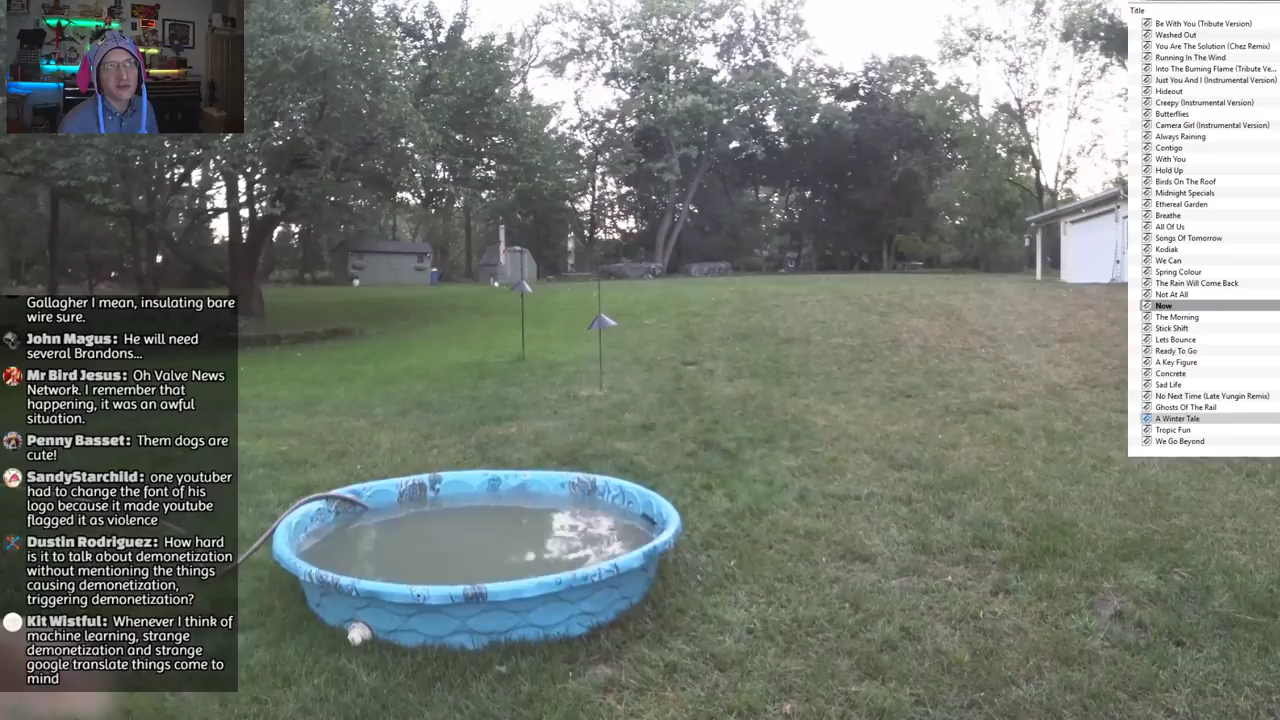 Gallagher I mean, insulating bare
wire sure.
John Magus: He will need
several Brandons...
Mr Bird Jesus: Oh Valve News
Network. I remember that
happening, it was an awful
situation.
Penny Basset: Them dogs are
cute!
SandyStarchild: one youtuber
had to change the font of his
logo because it made youtube
flagged it as violence
Dustin Rodriguez: How hard
is it to talk about demonetization
without mentioning the things
causing demonetization,
triggering demonetization?
Kit Wistful: Whenever I think of
machine learning, strange
demonetization and strange
google translate things come to
mind
Title
Be With You (Tribute Version)
Washed Out
You Are The Solution (Chez Remix)
Running In The Wind
Into The Burning Flame (Tribute Ve...
Just You And I (Instrumental Version)
Hideout
Creepy (Instrumental Version)
Butterflies
Camera Girl (Instrumental Version)
Always Raining
Contigo
With You
Hold Up
Birds On The Roof
Midnight Specials
Ethereal Garden
Breathe
All Of Us
Songs Of Tomorrow
Kodiak
We Can
Spring Colour
The Rain Will Come Back
Not At All
Now
The Morning
Stick Shift
Lets Bounce
Ready To Go
A Key Figure
Concrete
Sad Life
No Next Time (Late Yungin Remix)
Ghosts Of The Rail
A Winter Tale
Tropic Fun
We Go Beyond